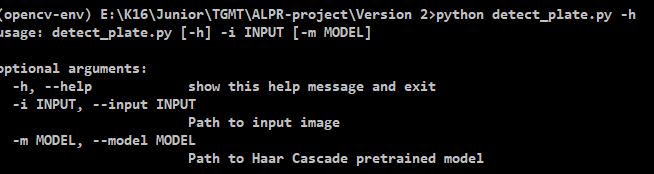 (opencv-env) E:\K16\Junior\TGMT\ALPR-project\Version 2>python detect_plate.py -h
usage: detect_plate.py [-h] -i INPUT [-m MODEL]
optional arguments:
-h, --help show this help message and exit
-i INPUT, --input INPUT
Path to input image
-m MODEL, --model MODEL
Path to Haar Cascade pretrained model